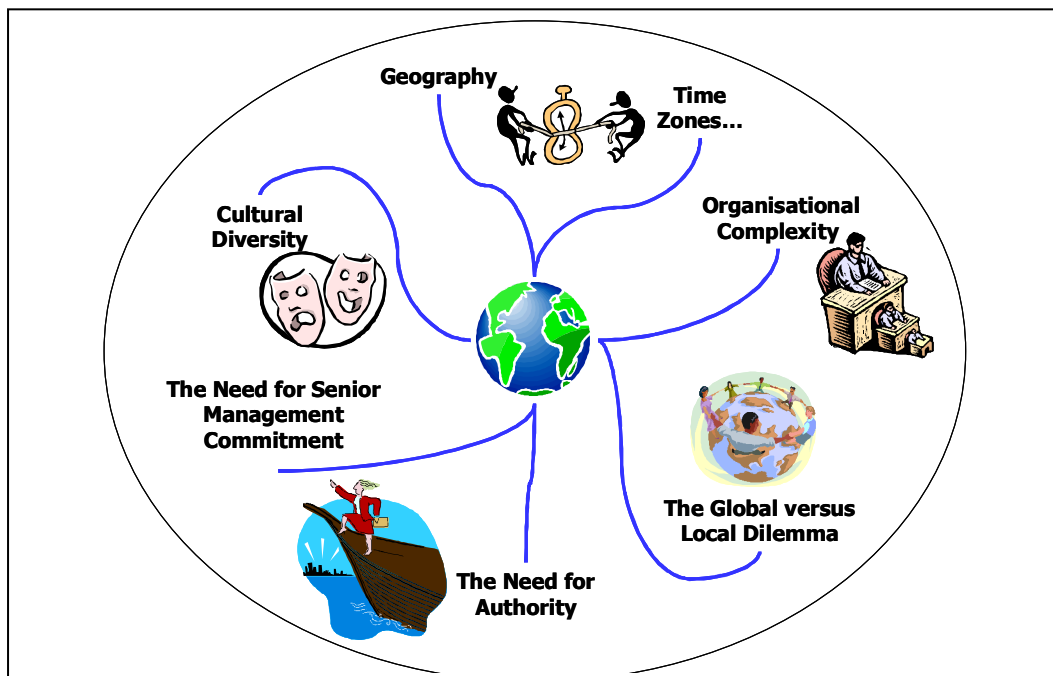 Geography
Time
Zones...
Cultural
Diversity
Organisational
Complexity
The Need for Senior
Management
Commitment
The Global versus
Local Dilemma
The Need for
Authority